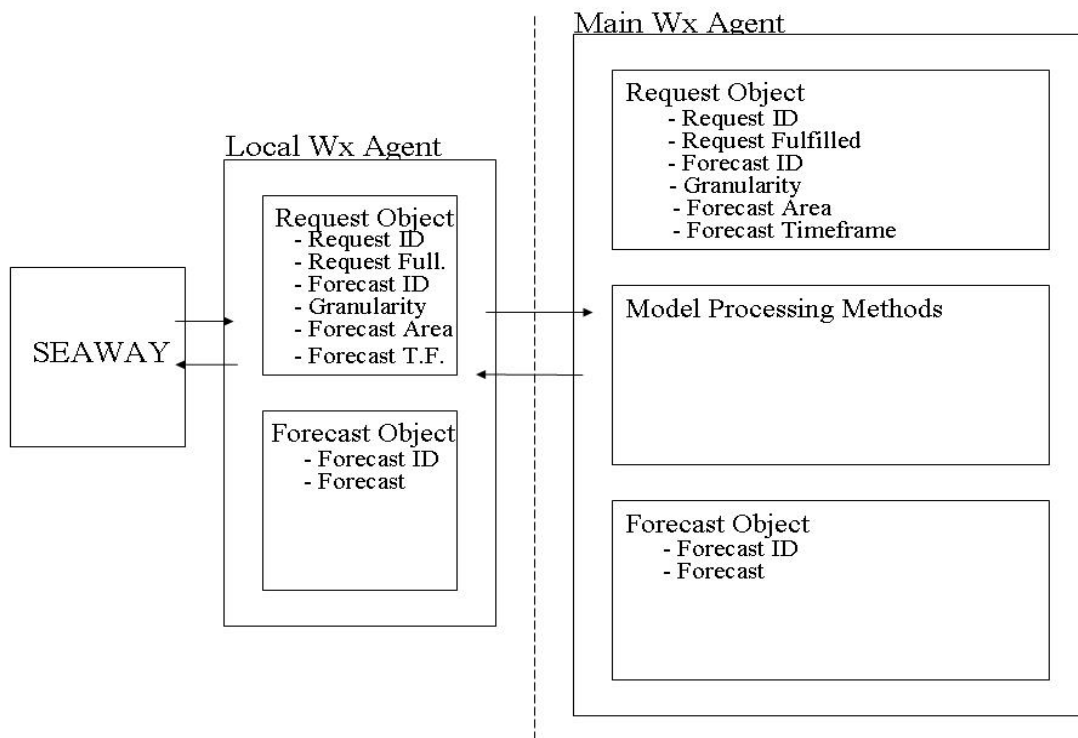 SEAWAY
Local Wx Agent
Request Object
- Request ID
- Request Full.
- Forecast ID
- Granularity
- Forecast Area
- Forecast T.F.
Forecast Object
- Forecast ID
- Forecast
Main Wx Agent
Request Object
- Request ID
- Request Fulfilled
- Forecast ID
- Granularity
- Forecast Area
- Forecast Timeframe
Model Processing Methods
Forecast Object
- Forecast ID
- Forecast